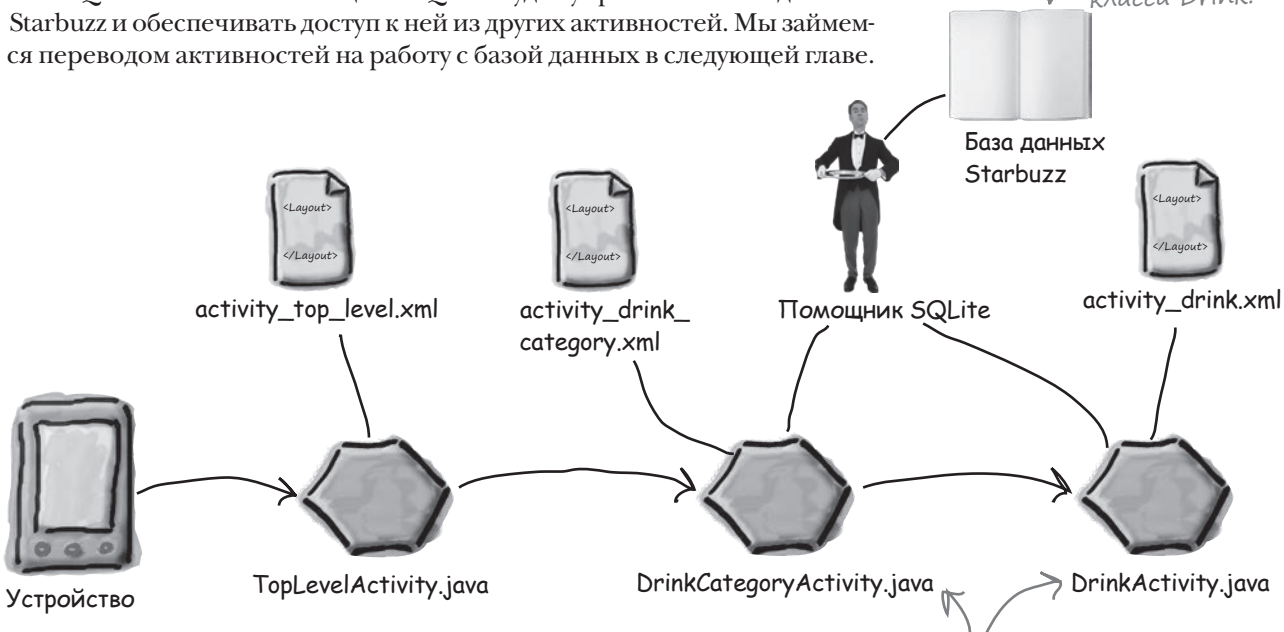 Starbuzz и обеспечивать доступ к ней из других активностей. Мы займем-
ся переводом активностей на работу с базой данных в следующей главе.
класса Drink.
База данных
Starbuzz
<Layout>
</Layout>
activity_top_level.xml
<Layout>
</Layout>
activity_drink_
category.xml
Помощник SQLite
<Layout>
</Layout>
activity_drink.xml
Устройство
TopLevelActivity.java
DrinkCategoryActivity.java
DrinkActivity.java